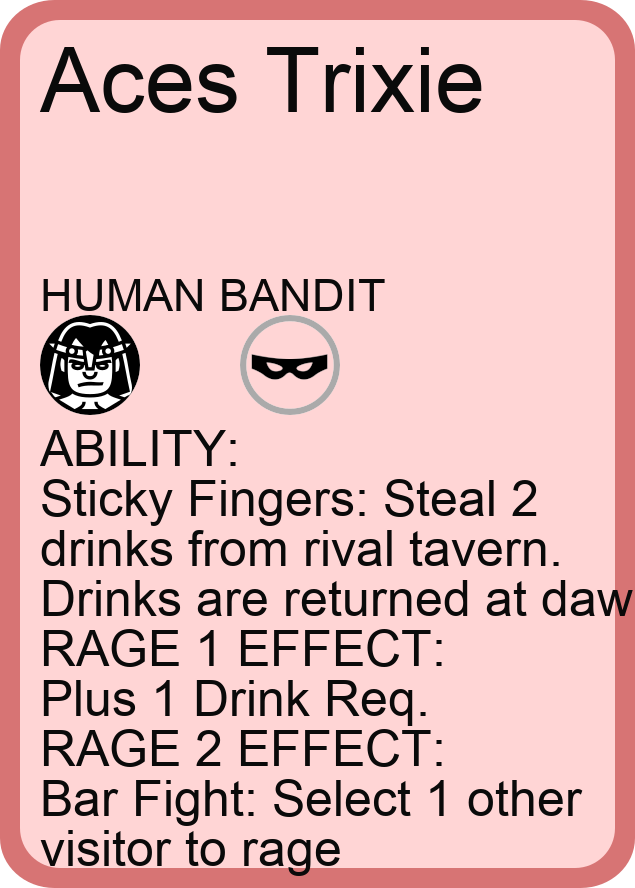 Aces Trixie
HUMAN BANDIT
ABILITY:
Sticky Fingers: Steal 2
drinks from rival tavern.
Drinks are returned at daw
RAGE 1 EFFECT:
Plus 1 Drink Req.
RAGE 2 EFFECT:
Bar Fight: Select 1 other
visitor to rage